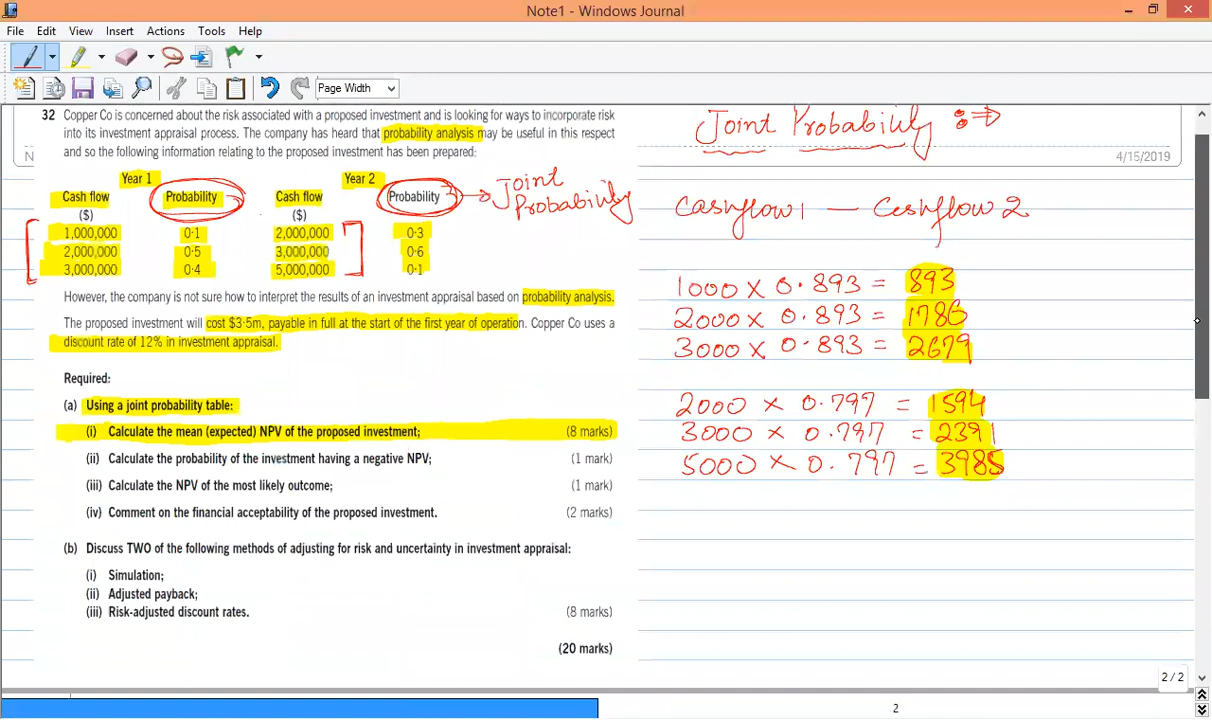 Note1 - Windows Journal
File Edit View Insert Actions Tools Help
Page Width
32 Copper Co is concerned about the risk associated with a proposed investment and is looking for ways to incorporate risk
into its investment appraisal process. The company has heard that probability analysis may be useful in this respect
and so the following information relating to the proposed investment has been prepared:
Year 1 Year 2
Cash flow Probability Cash flow Probability
($) ($)
1,000,000 0·1 2,000,000 0·3
2,000,000 0·5 3,000,000 0·6
3,000,000 0·4 5,000,000 0·1
Joint
Probability
However, the company is not sure how to interpret the results of an investment appraisal based on probability analysis.
The proposed investment will cost $3·5m, payable in full at the start of the first year of operation. Copper Co uses a
discount rate of 12% in investment appraisal.
Required:
(a) Using a joint probability table:
(i) Calculate the mean (expected) NPV of the proposed investment; (8 marks)
(ii) Calculate the probability of the investment having a negative NPV; (1 mark)
(iii) Calculate the NPV of the most likely outcome; (1 mark)
(iv) Comment on the financial acceptability of the proposed investment. (2 marks)
(b) Discuss TWO of the following methods of adjusting for risk and uncertainty in investment appraisal:
(i) Simulation;
(ii) Adjusted payback;
(iii) Risk-adjusted discount rates. (8 marks)
(20 marks)
Joint Probability :⇒
N
4/15/2019
Cashflow 1 — Cashflow 2
1000 × 0.893 = 893
2000 × 0.893 = 1786
3000 × 0.893 = 2679
2000 × 0.797 = 1594
3000 × 0.797 = 2391
5000 × 0.797 = 3985
2 / 2
2